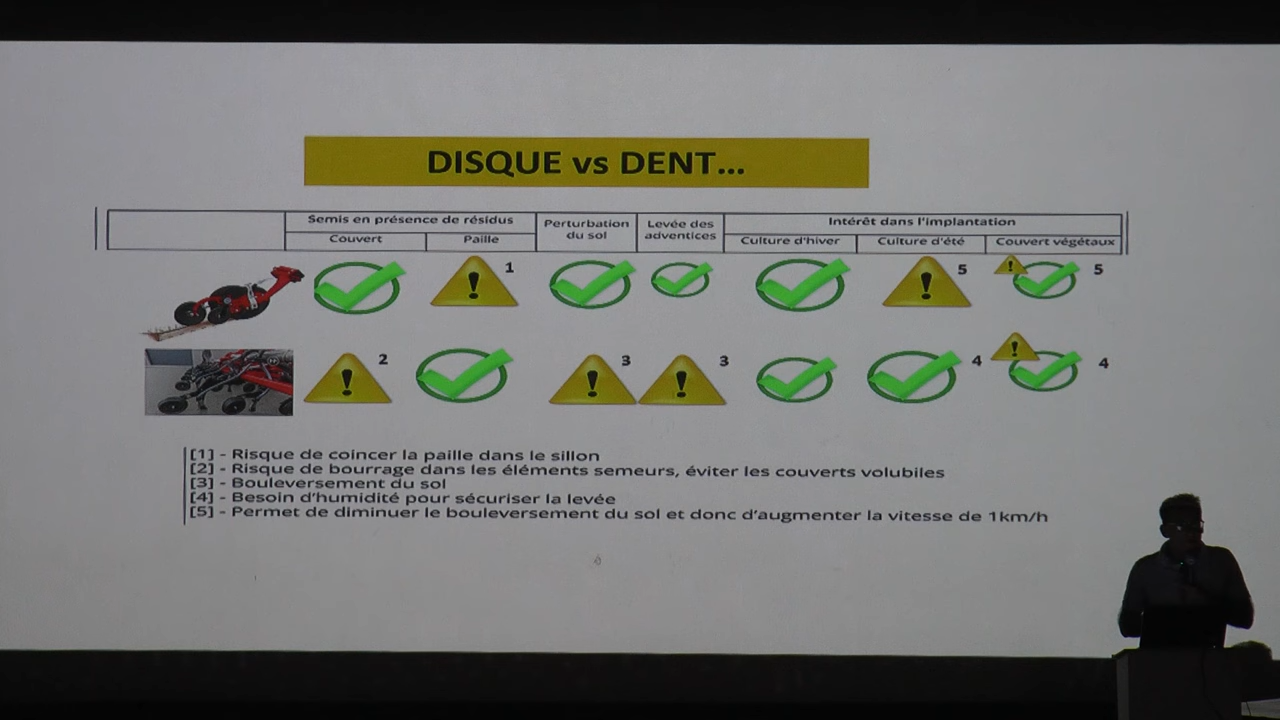 DISQUE vs DENT...
Semis en présence de résidus
Perturbation du sol
Levée des adventices
Intérêt dans l'implantation
Couvert
Paille
Culture d'hiver
Culture d'été
Couvert végétaux
1
5
5
2
3
3
4
4
[1] - Risque de coincer la paille dans le sillon
[2] - Risque de bourrage dans les éléments semeurs, éviter les couverts volubiles
[3] - Bouleversement du sol
[4] - Besoin d'humidité pour sécuriser la levée
[5] - Permet de diminuer le bouleversement du sol et donc d'augmenter la vitesse de 1km/h